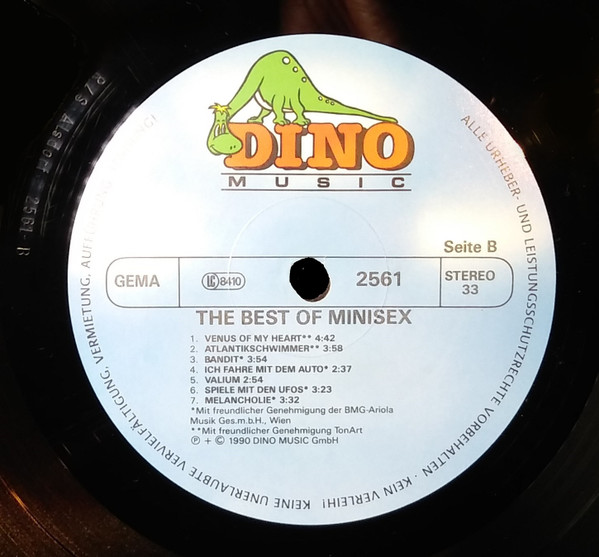 DINO
MUSIC
Seite B
GEMA
LC 8410
2561
STEREO
33
THE BEST OF MINISEX
1. VENUS OF MY HEART** 4:42
2. ATLANTIKSCHWIMMER** 3:58
3. BANDIT* 3:54
4. ICH FAHRE MIT DEM AUTO* 2:37
5. VALIUM 2:54
6. SPIELE MIT DEN UFOS* 3:23
7. MELANCHOLIE* 3:32
*Mit freundlicher Genehmigung der BMG-Ariola
Musik Ges.m.b.H., Wien
**Mit freundlicher Genehmigung TonArt
Ⓟ + © 1990 DINO MUSIC GmbH
ALLE URHEBER- UND LEISTUNGSSCHUTZRECHTE VORBEHALTEN · KEIN VERLEIH! KEINE UNERLAUBTE VERVIELFÄLTIGUNG, VERMIETUNG,
2561-B